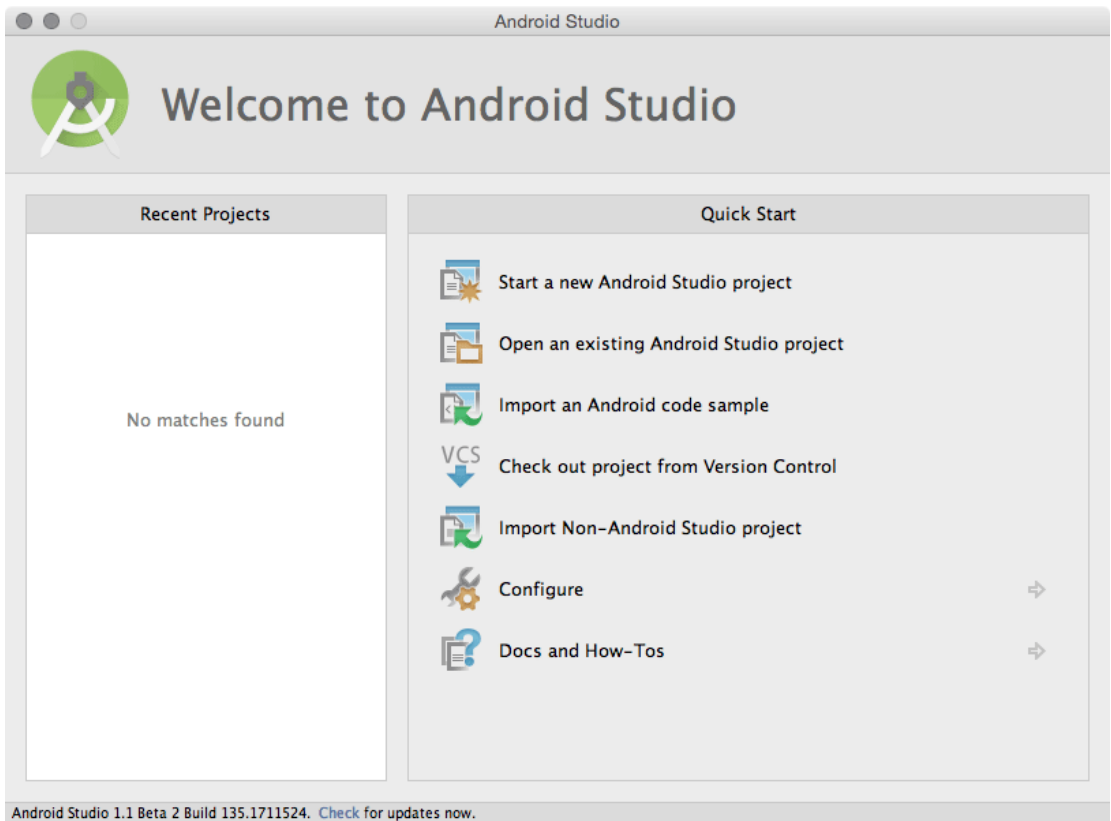 Android Studio
Welcome to Android Studio
Recent Projects
No matches found
Quick Start
Start a new Android Studio project
Open an existing Android Studio project
Import an Android code sample
VCS
Check out project from Version Control
Import Non-Android Studio project
Configure
Docs and How-Tos
Android Studio 1.1 Beta 2 Build 135.1711524. Check for updates now.